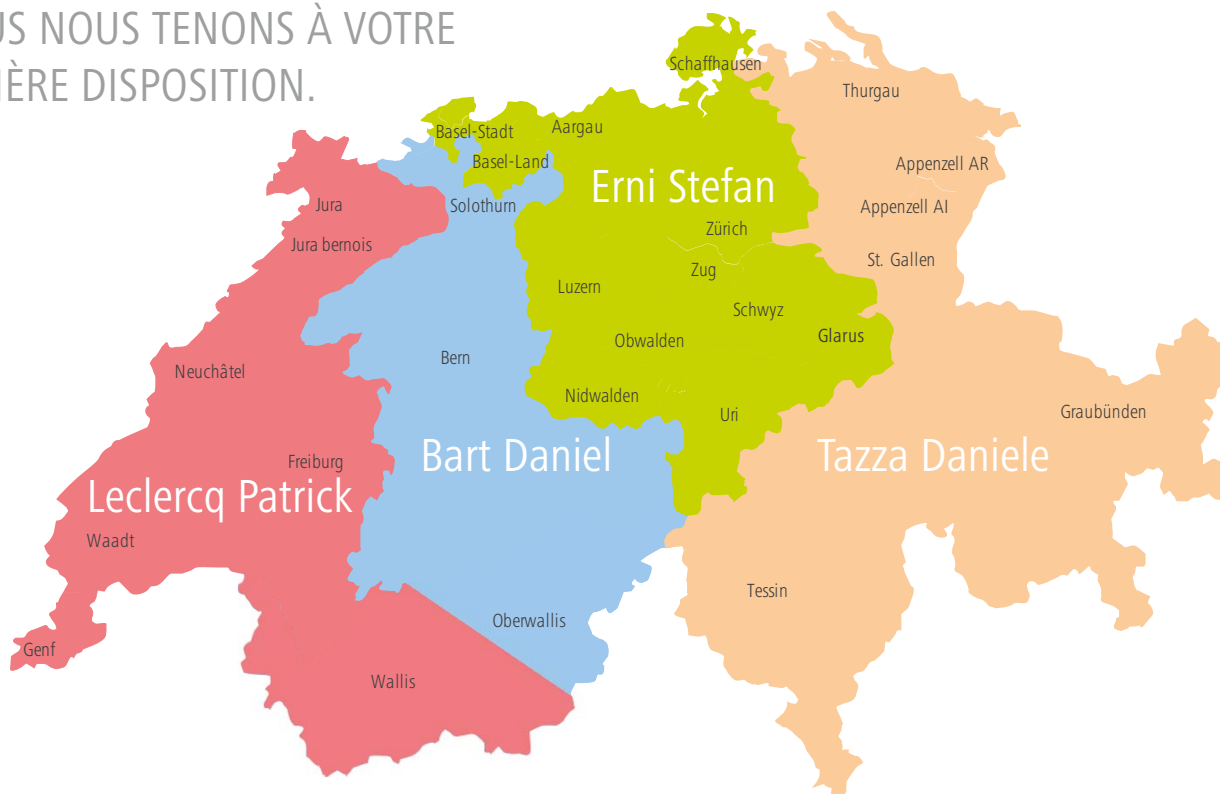 US NOUS TENONS À VOTRE
IÈRE DISPOSITION.
Schaffhausen
Thurgau
Basel-Stadt
Aargau
Basel-Land
Appenzell AR
Erni Stefan
Jura
Solothurn
Appenzell AI
Zürich
Jura bernois
St. Gallen
Zug
Luzern
Schwyz
Glarus
Obwalden
Bern
Neuchâtel
Nidwalden
Uri
Graubünden
Bart Daniel
Tazza Daniele
Freiburg
Leclercq Patrick
Waadt
Tessin
Oberwallis
Genf
Wallis